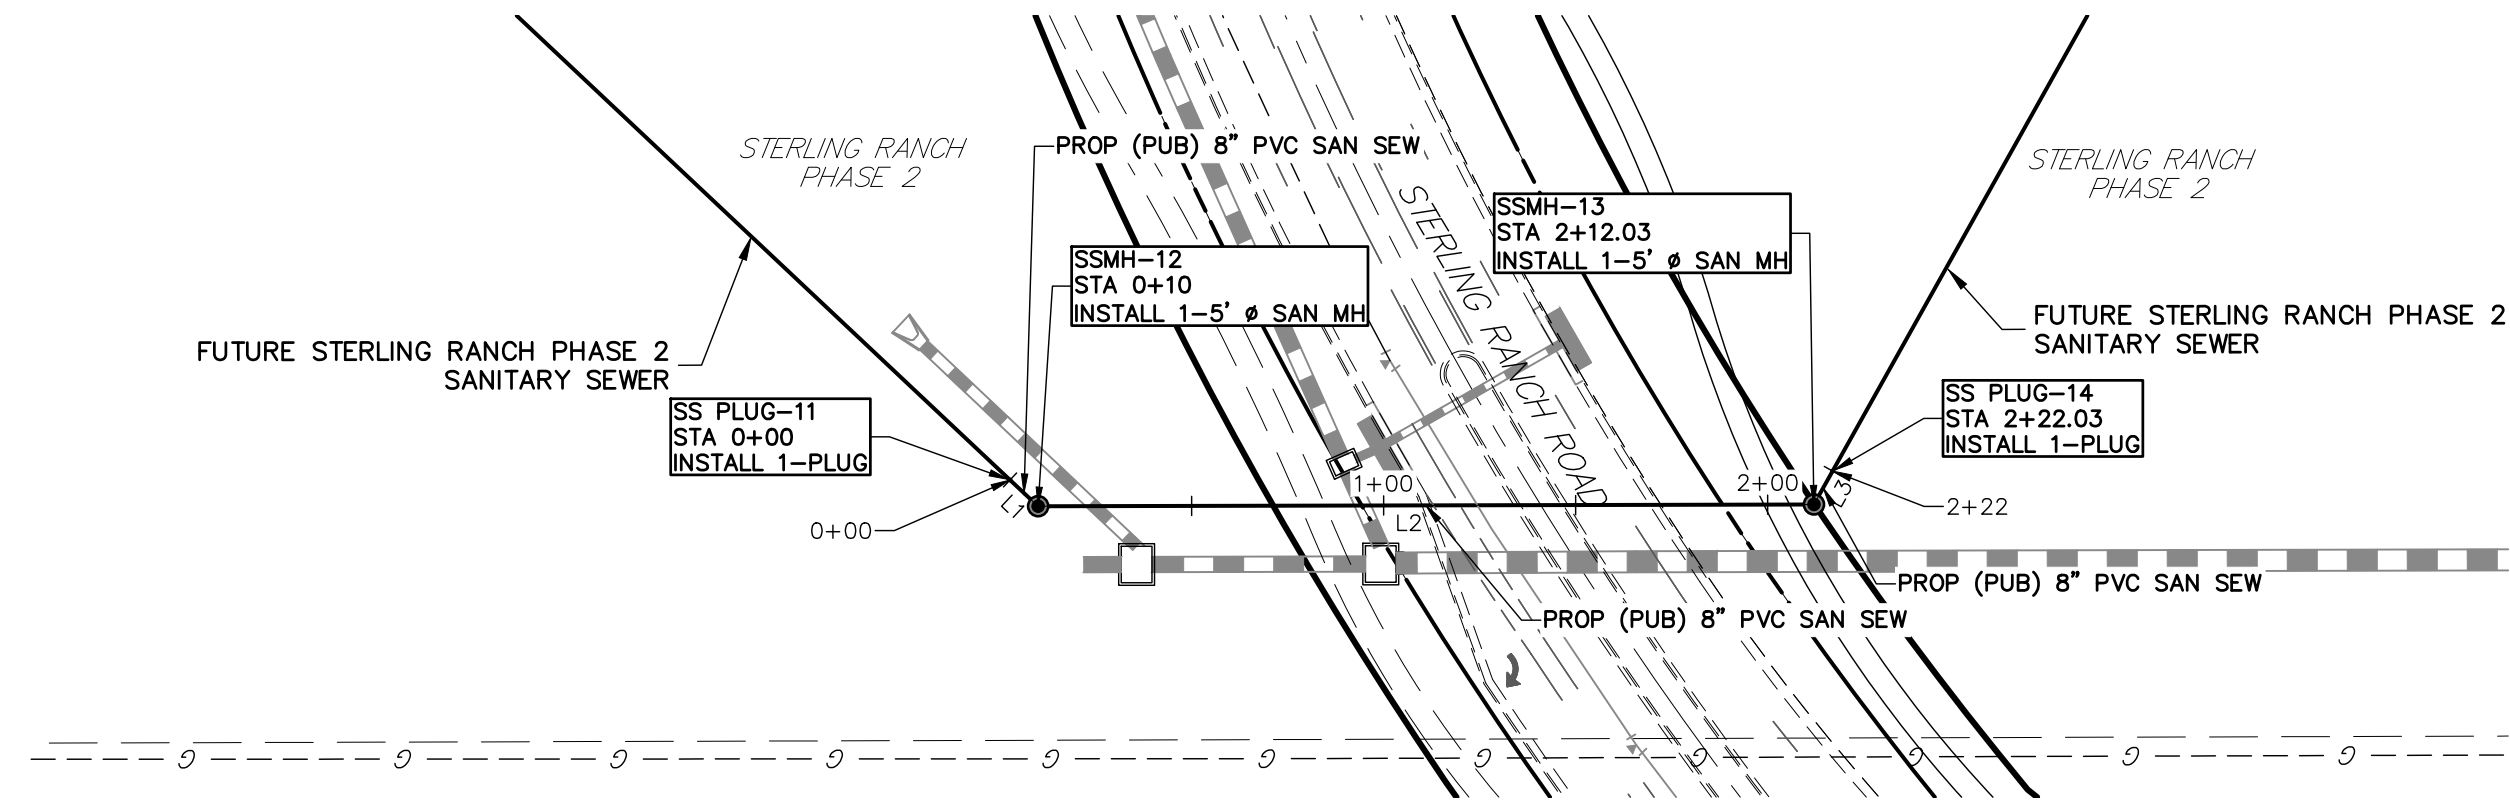 STERLING RANCH
PHASE 2
PROP (PUB) 8" PVC SAN SEW
STERLING RANCH
PHASE 2
SSMH-13
STA 2+12.03
INSTALL 1-5' ø SAN MH
SSMH-12
STA 0+10
INSTALL 1-5' ø SAN MH
STERLING RANCH ROAD
FUTURE STERLING RANCH PHASE 2
SANITARY SEWER
FUTURE STERLING RANCH PHASE 2
SANITARY SEWER
SS PLUG-11
STA 0+00
INSTALL 1-PLUG
SS PLUG-14
STA 2+22.03
INSTALL 1-PLUG
1+00
2+00
L1
L2
L3
0+00
2+22
PROP (PUB) 8" PVC SAN SEW
PROP (PUB) 8" PVC SAN SEW
G G G G G G G G G G G